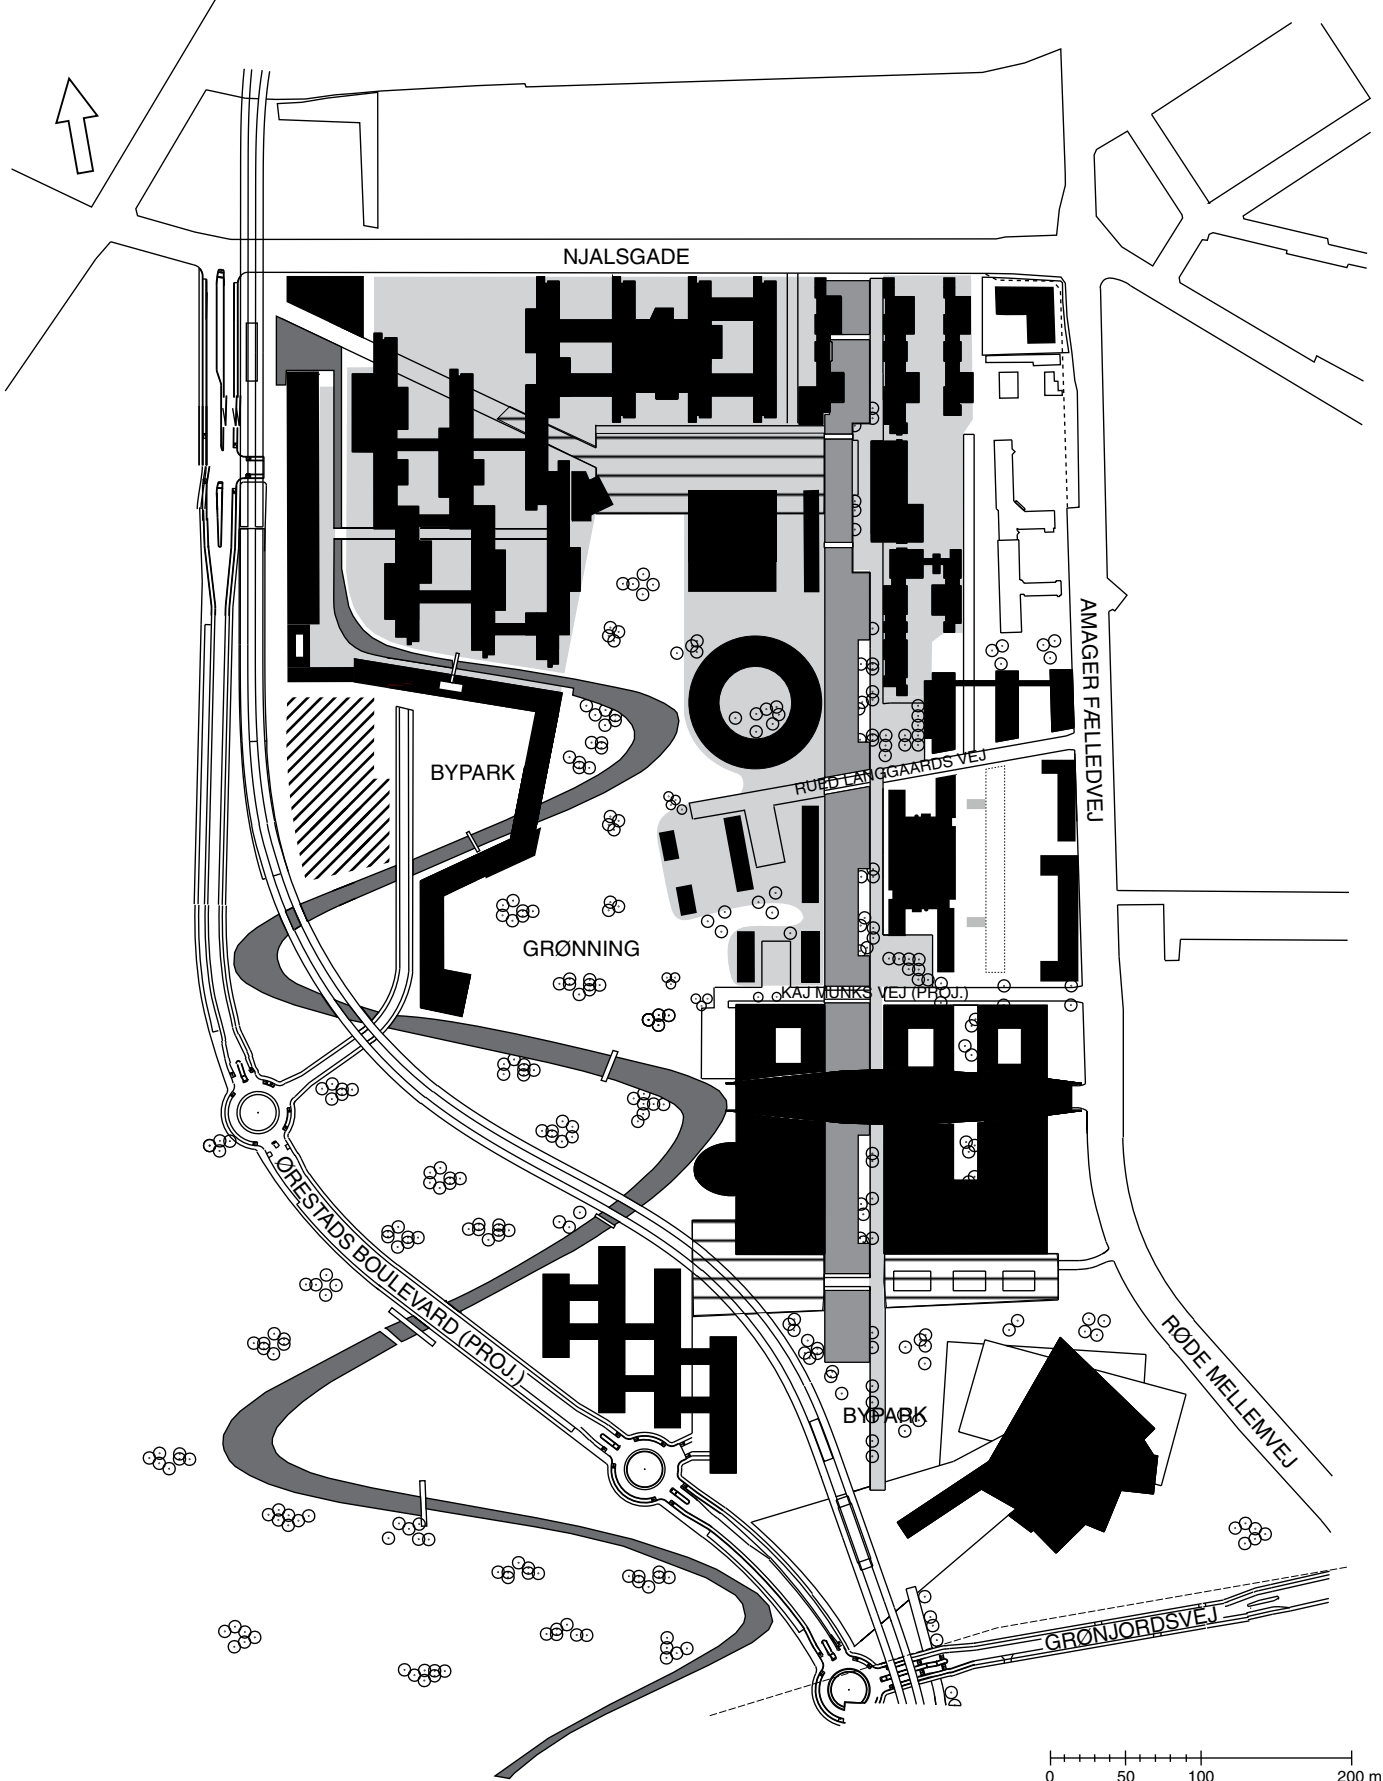 NJALSGADE
AMAGER FÆLLEDVEJ
BYPARK
RUED LANGGAARDS VEJ
GRØNNING
KAJ MUNKS VEJ (PROJ.)
ØRESTADS BOULEVARD (PROJ.)
RØDE MELLEMVEJ
BYPARK
GRØNJORDSVEJ
0 50 100 200 m